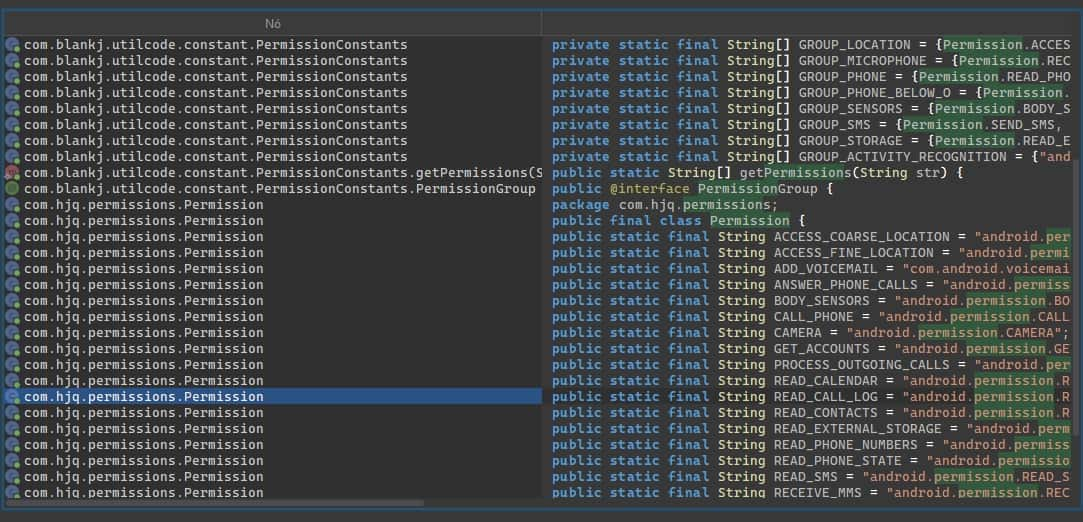 Nó
com.blankj.utilcode.constant.PermissionConstants private static final String[] GROUP_LOCATION = {Permission.ACCES
com.blankj.utilcode.constant.PermissionConstants private static final String[] GROUP_MICROPHONE = {Permission.REC
com.blankj.utilcode.constant.PermissionConstants private static final String[] GROUP_PHONE = {Permission.READ_PHO
com.blankj.utilcode.constant.PermissionConstants private static final String[] GROUP_PHONE_BELOW_O = {Permission.
com.blankj.utilcode.constant.PermissionConstants private static final String[] GROUP_SENSORS = {Permission.BODY_S
com.blankj.utilcode.constant.PermissionConstants private static final String[] GROUP_SMS = {Permission.SEND_SMS,
com.blankj.utilcode.constant.PermissionConstants private static final String[] GROUP_STORAGE = {Permission.READ_E
com.blankj.utilcode.constant.PermissionConstants private static final String[] GROUP_ACTIVITY_RECOGNITION = {"and
com.blankj.utilcode.constant.PermissionConstants.getPermissions(S public static String[] getPermissions(String str) {
com.blankj.utilcode.constant.PermissionConstants.PermissionGroup public @interface PermissionGroup {
com.hjq.permissions.Permission package com.hjq.permissions;
com.hjq.permissions.Permission public final class Permission {
com.hjq.permissions.Permission public static final String ACCESS_COARSE_LOCATION = "android.per
com.hjq.permissions.Permission public static final String ACCESS_FINE_LOCATION = "android.permi
com.hjq.permissions.Permission public static final String ADD_VOICEMAIL = "com.android.voicemai
com.hjq.permissions.Permission public static final String ANSWER_PHONE_CALLS = "android.permiss
com.hjq.permissions.Permission public static final String BODY_SENSORS = "android.permission.BO
com.hjq.permissions.Permission public static final String CALL_PHONE = "android.permission.CALL
com.hjq.permissions.Permission public static final String CAMERA = "android.permission.CAMERA";
com.hjq.permissions.Permission public static final String GET_ACCOUNTS = "android.permission.GE
com.hjq.permissions.Permission public static final String PROCESS_OUTGOING_CALLS = "android.per
com.hjq.permissions.Permission public static final String READ_CALENDAR = "android.permission.R
com.hjq.permissions.Permission public static final String READ_CALL_LOG = "android.permission.R
com.hjq.permissions.Permission public static final String READ_CONTACTS = "android.permission.R
com.hjq.permissions.Permission public static final String READ_EXTERNAL_STORAGE = "android.perm
com.hjq.permissions.Permission public static final String READ_PHONE_NUMBERS = "android.permiss
com.hjq.permissions.Permission public static final String READ_PHONE_STATE = "android.permissio
com.hjq.permissions.Permission public static final String READ_SMS = "android.permission.READ_S
com.hjq.permissions.Permission public static final String RECEIVE_MMS = "android.permission.REC